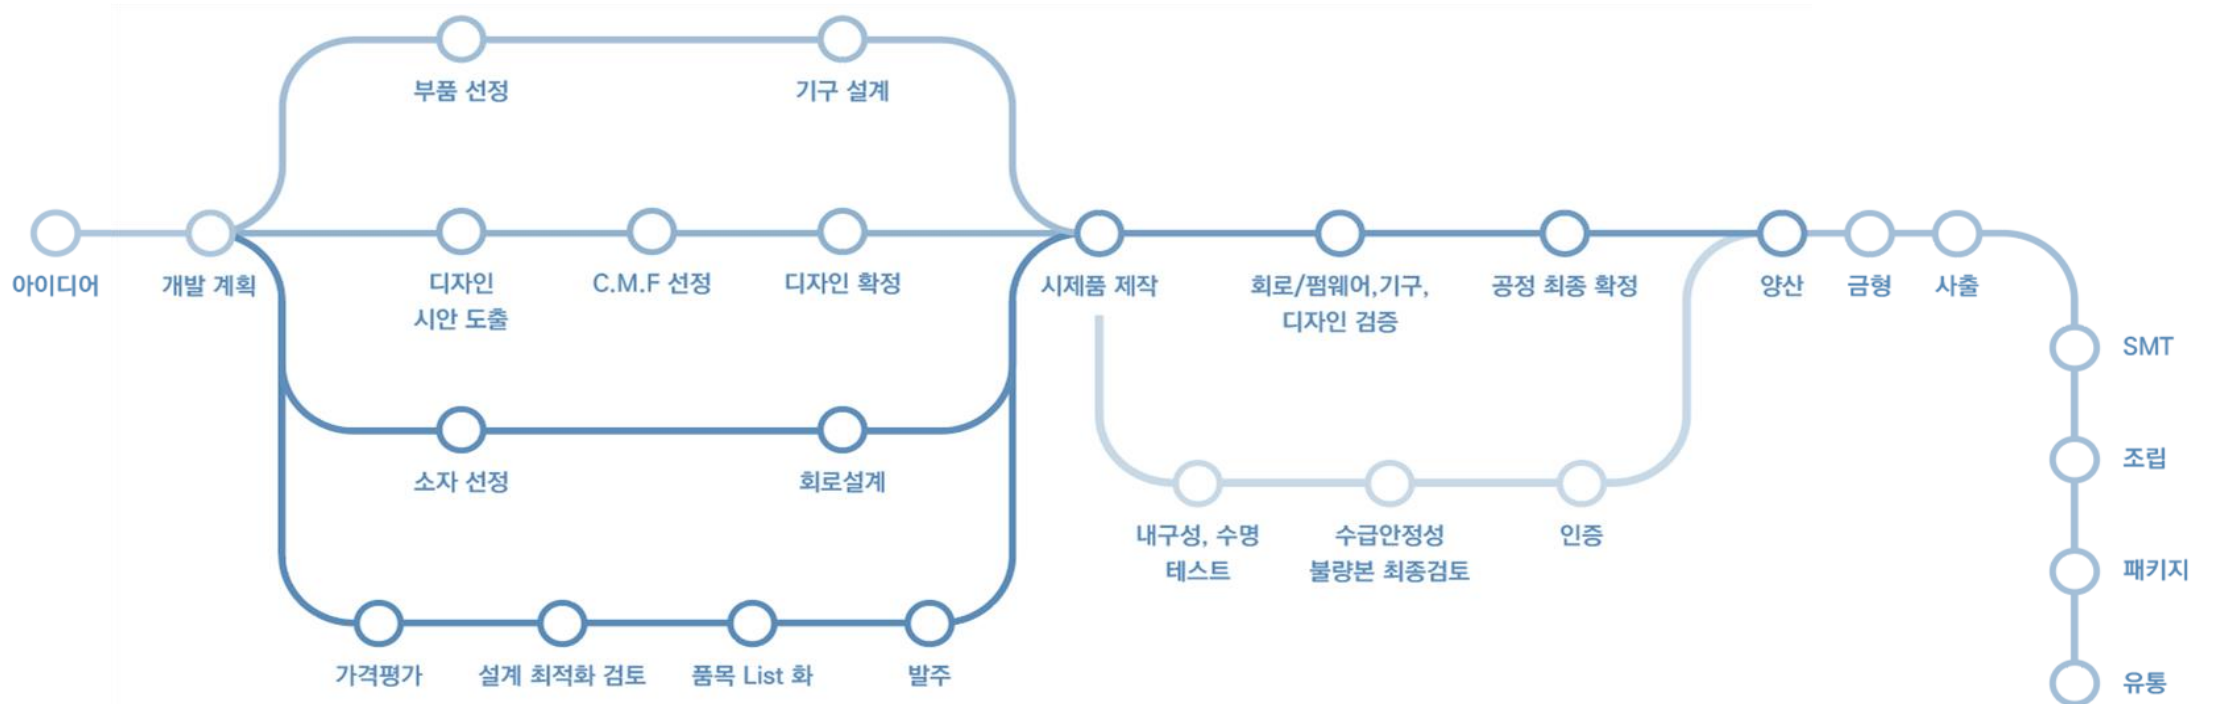 부품 선정
기구 설계
아이디어
개발 계획
디자인
시안 도출
C.M.F 선정
디자인 확정
시제품 제작
회로/펌웨어,기구,
디자인 검증
공정 최종 확정
양산
금형
사출
SMT
조립
패키지
유통
소자 선정
회로설계
내구성, 수명
테스트
수급안정성
불량본 최종검토
인증
가격평가
설계 최적화 검토
품목 List 화
발주